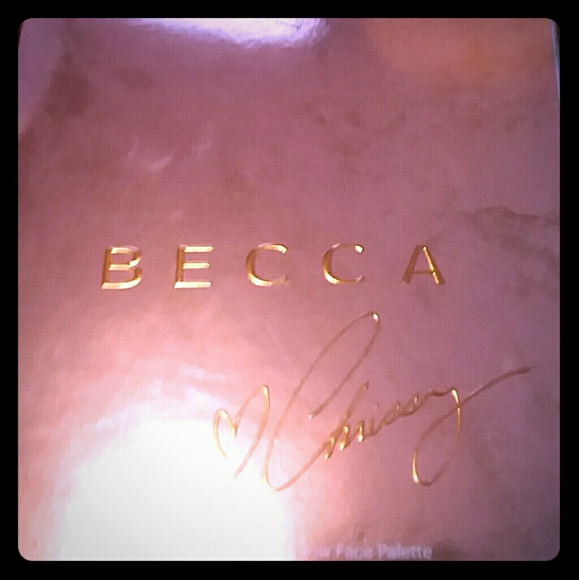 BECCA
♡ Chrissy
Face Palette